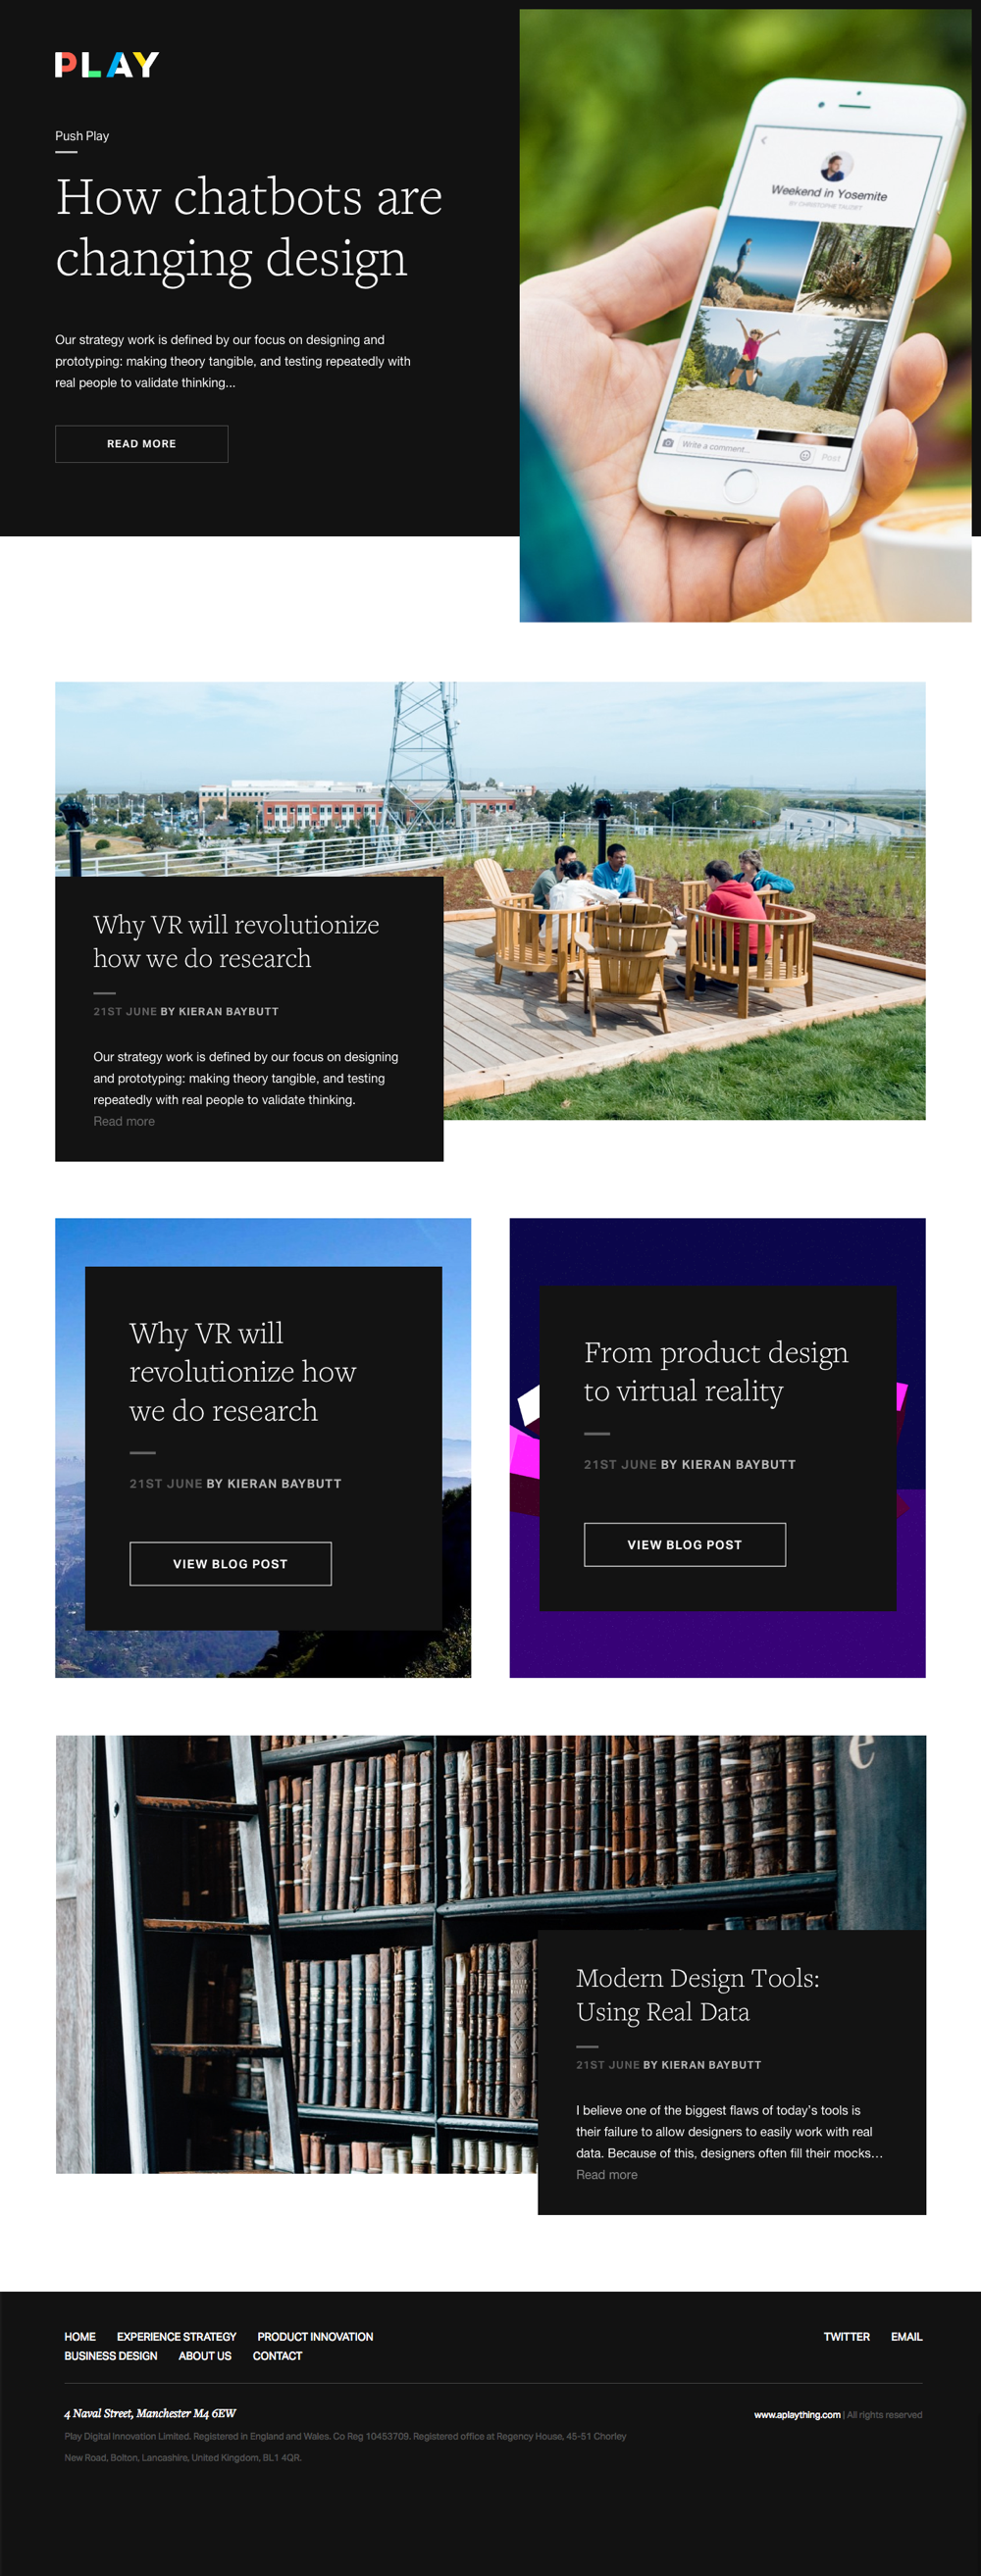 PLAY
Push Play
How chatbots are
changing design
Our strategy work is defined by our focus on designing and
prototyping: making theory tangible, and testing repeatedly with
real people to validate thinking...
READ MORE
Weekend in Yosemite
BY CHRISTOPHE TAUZIET
Write a comment...
Post
Why VR will revolutionize
how we do research
21ST JUNE BY KIERAN BAYBUTT
Our strategy work is defined by our focus on designing
and prototyping: making theory tangible, and testing
repeatedly with real people to validate thinking.
Read more
Why VR will
revolutionize how
we do research
21ST JUNE BY KIERAN BAYBUTT
VIEW BLOG POST
From product design
to virtual reality
21ST JUNE BY KIERAN BAYBUTT
VIEW BLOG POST
e
Modern Design Tools:
Using Real Data
21ST JUNE BY KIERAN BAYBUTT
I believe one of the biggest flaws of today’s tools is
their failure to allow designers to easily work with real
data. Because of this, designers often fill their mocks…
Read more
HOME EXPERIENCE STRATEGY PRODUCT INNOVATION
BUSINESS DESIGN ABOUT US CONTACT
TWITTER EMAIL
4 Naval Street, Manchester M4 6EW
www.aplaything.com | All rights reserved
Play Digital Innovation Limited. Registered in England and Wales. Co Reg 10453709. Registered office at Regency House, 45-51 Chorley
New Road, Bolton, Lancashire, United Kingdom, BL1 4QR.